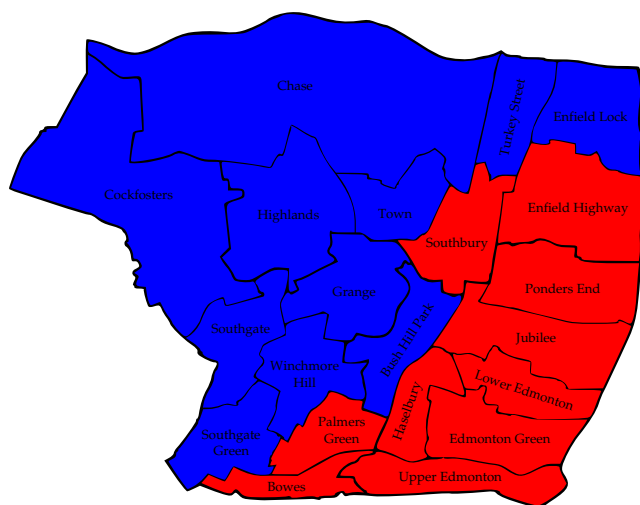 Chase
Turkey Street
Enfield Lock
Cockfosters
Highlands
Town
Enfield Highway
Southbury
Grange
Ponders End
Southgate
Bush Hill Park
Jubilee
Winchmore
Hill
Lower Edmonton
Haselbury
Palmers
Green
Southgate
Green
Edmonton Green
Bowes
Upper Edmonton